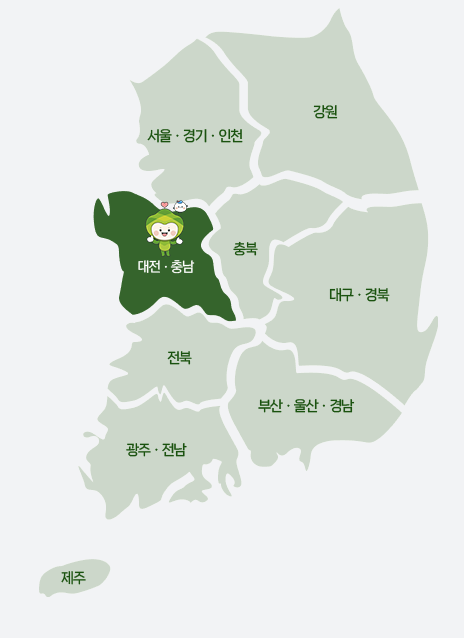 강원
서울 · 경기 · 인천
충북
대전 · 충남
대구 · 경북
전북
부산 · 울산 · 경남
광주 · 전남
제주